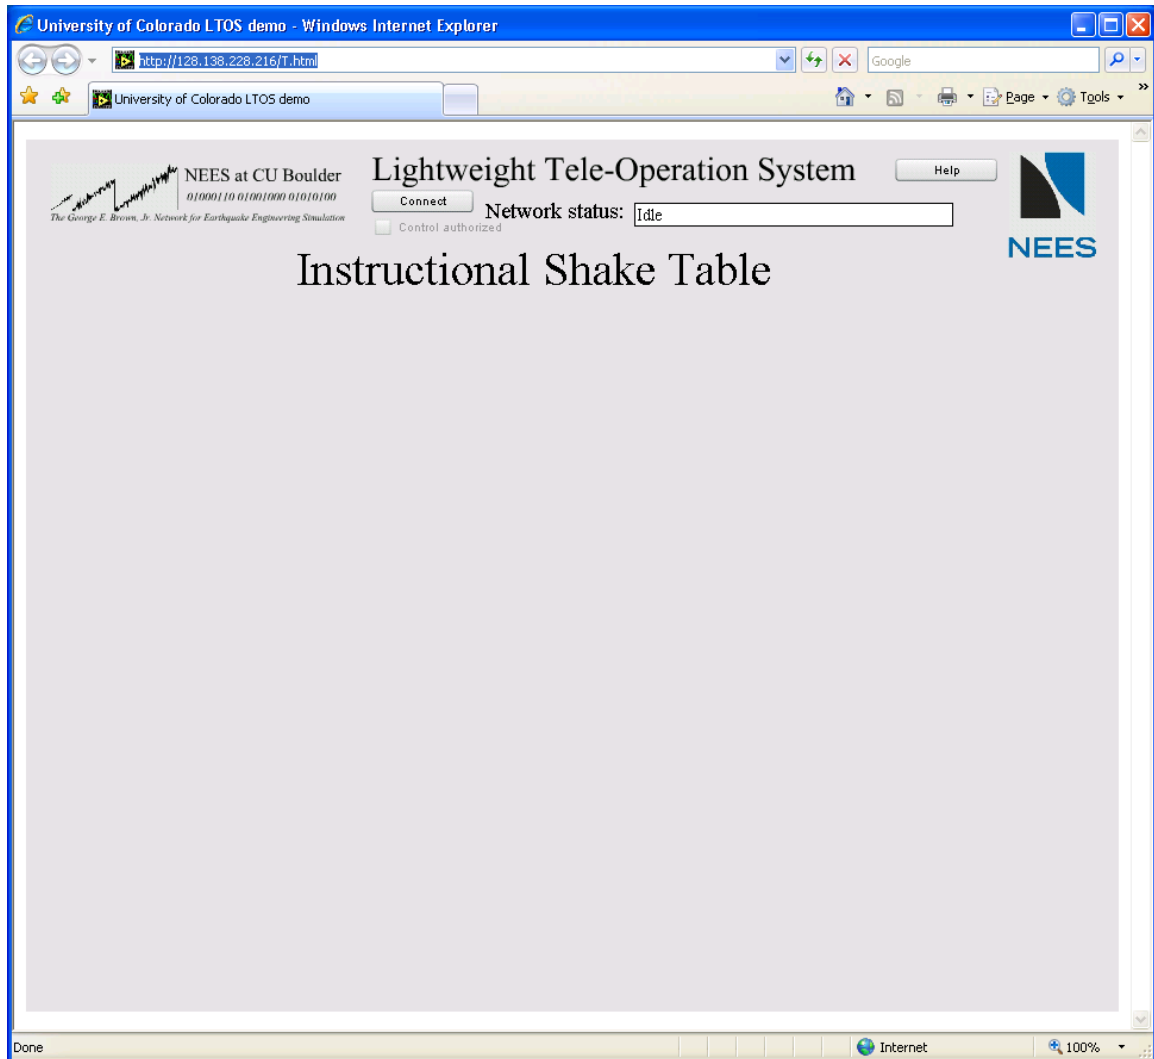 University of Colorado LTOS demo - Windows Internet Explorer
http://128.138.228.216/T.html
Google
University of Colorado LTOS demo
Page
Tools
NEES at CU Boulder
01000110 01001000 01010100
The George E. Brown, Jr. Network for Earthquake Engineering Simulation
Lightweight Tele-Operation System
Help
Connect
Network status: Idle
Control authorized
NEES
Instructional Shake Table
Done
Internet
100%